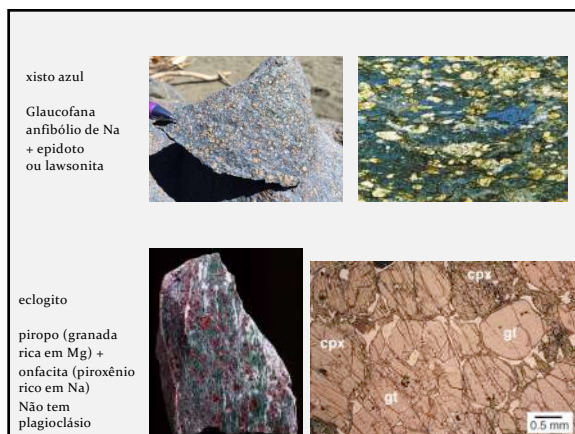 xisto azul
Glaucofana
anfibólio de Na
+ epidoto
ou lawsonita
eclogito
piropo (granada
rica em Mg) +
onfacita (piroxênio
rico em Na)
Não tem
plagioclásio
cpx
cpx
gt
gt
0.5 mm